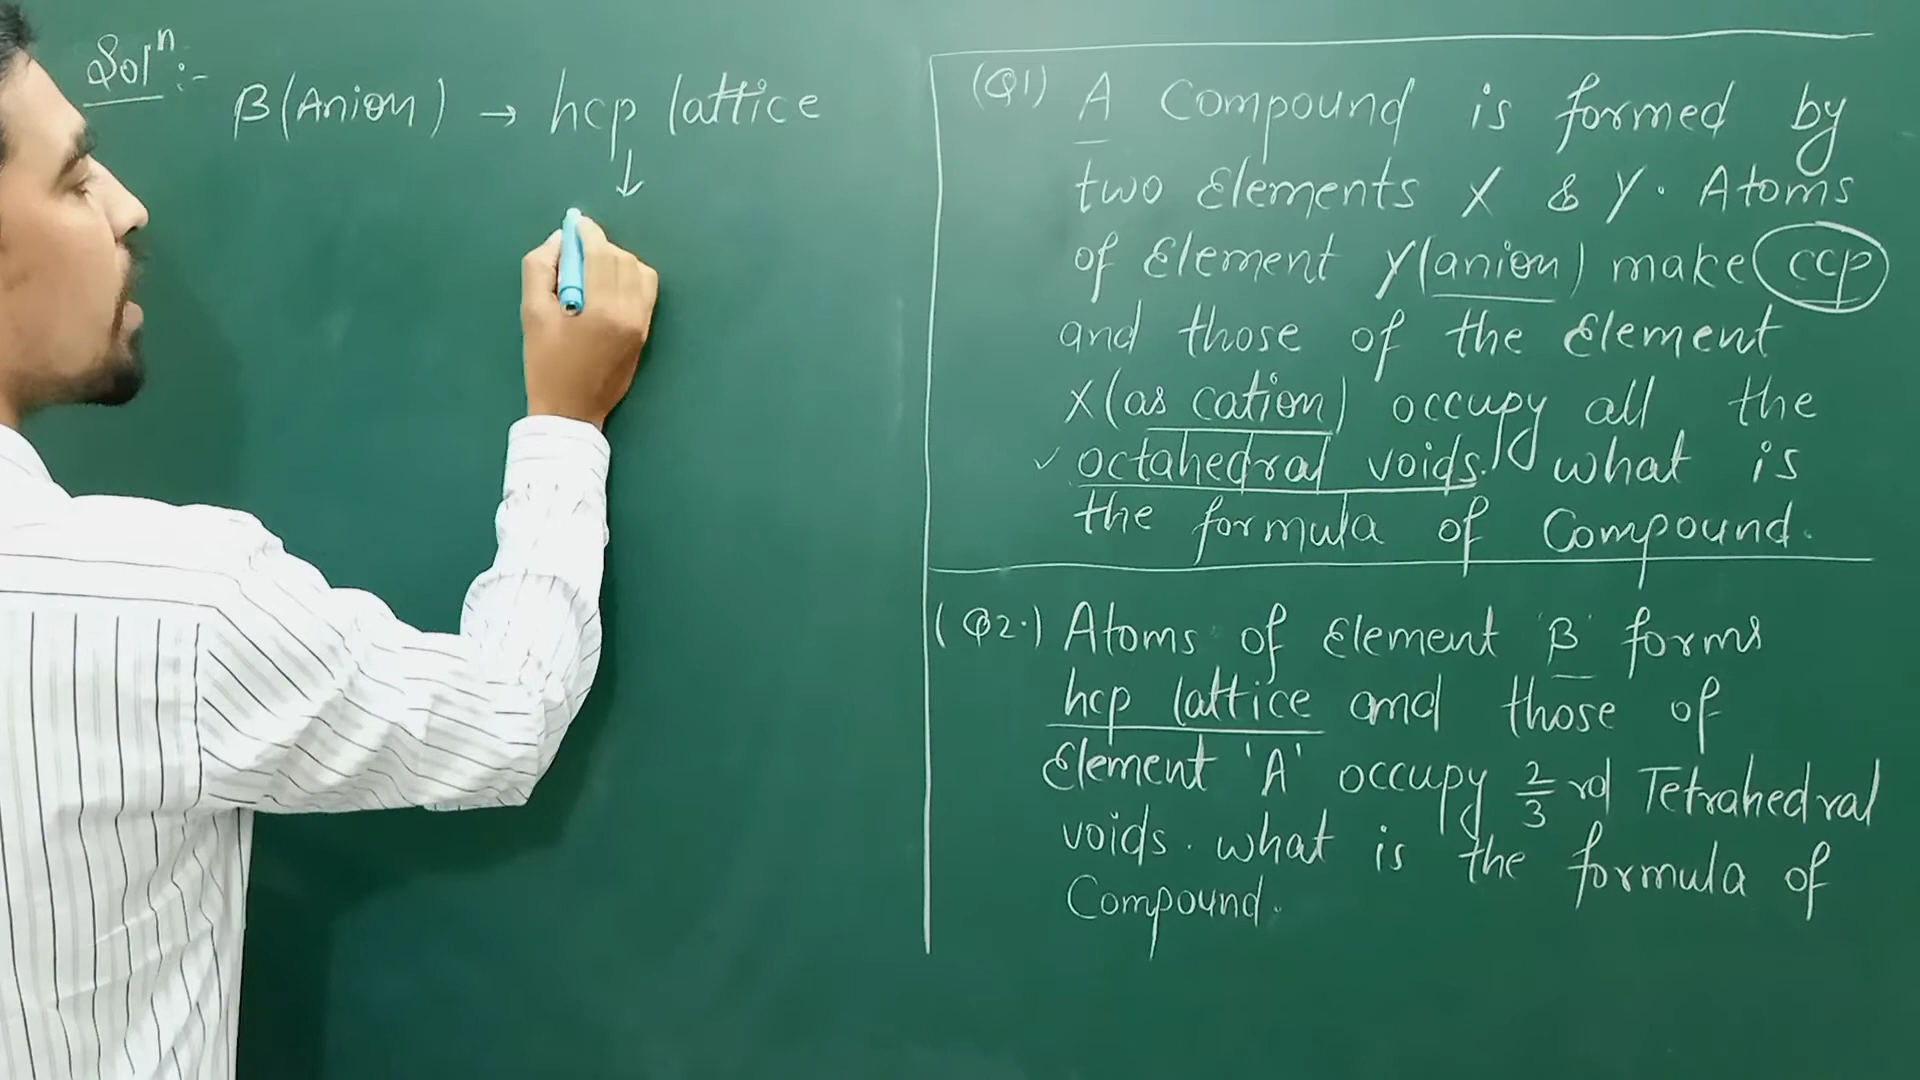 Solⁿ :-
B (Anion) → hcp lattice
↓
(Q1) A Compound is formed by
two Elements X & Y. Atoms
of Element Y (anion) make ccp
and those of the Element
X (as cation) occupy all the
✓ octahedral voids. what is
the formula of Compound.
(Q2.) Atoms of Element 'B' forms
hcp lattice and those of
Element 'A' occupy 2/3 rd Tetrahedral
voids. what is the formula of
Compound.